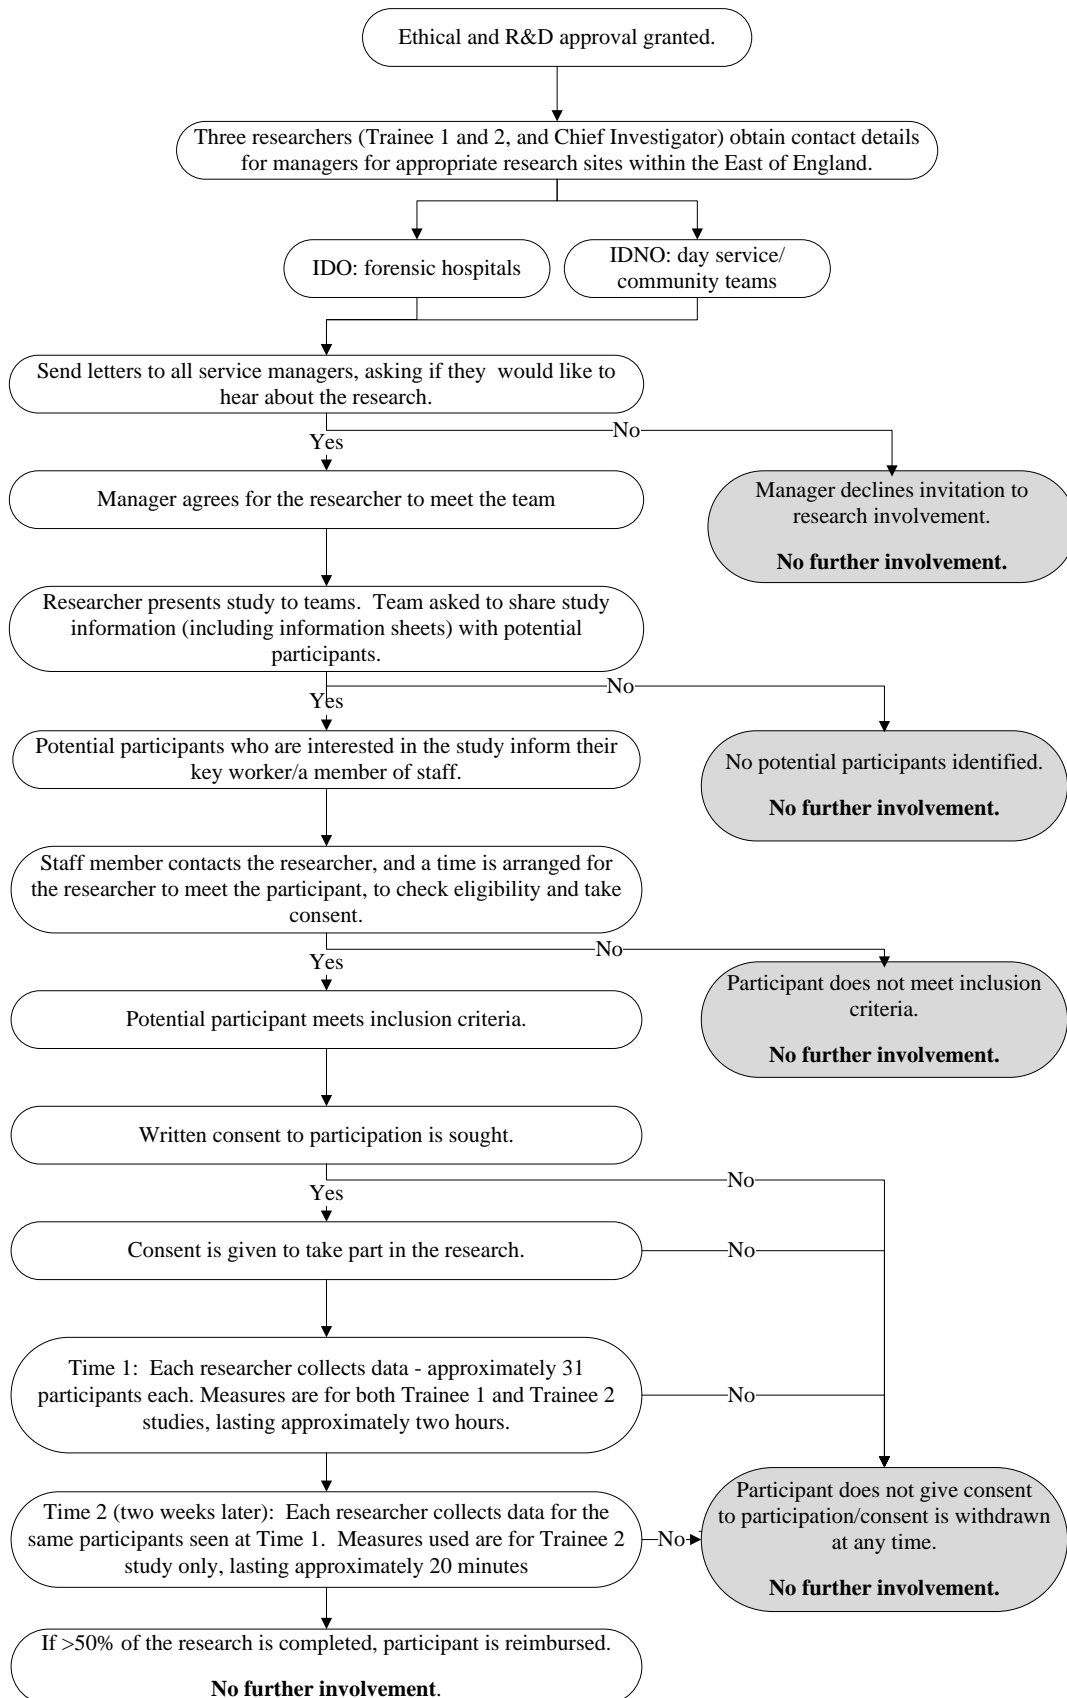 Ethical and R&D approval granted.
Three researchers (Trainee 1 and 2, and Chief Investigator) obtain contact details
for managers for appropriate research sites within the East of England.
IDO: forensic hospitals
IDNO: day service/
community teams
Send letters to all service managers, asking if they would like to
hear about the research.
Yes
No
Manager agrees for the researcher to meet the team
Manager declines invitation to
research involvement.
No further involvement.
Researcher presents study to teams. Team asked to share study
information (including information sheets) with potential
participants.
Yes
No
Potential participants who are interested in the study inform their
key worker/a member of staff.
No potential participants identified.
No further involvement.
Staff member contacts the researcher, and a time is arranged for
the researcher to meet the participant, to check eligibility and take
consent.
Yes
No
Potential participant meets inclusion criteria.
Participant does not meet inclusion
criteria.
No further involvement.
Written consent to participation is sought.
Yes
No
Consent is given to take part in the research.
No
Time 1: Each researcher collects data - approximately 31
participants each. Measures are for both Trainee 1 and Trainee 2
studies, lasting approximately two hours.
No
Time 2 (two weeks later): Each researcher collects data for the
same participants seen at Time 1. Measures used are for Trainee 2
study only, lasting approximately 20 minutes
No
Participant does not give consent
to participation/consent is withdrawn
at any time.
No further involvement.
If >50% of the research is completed, participant is reimbursed.
No further involvement.